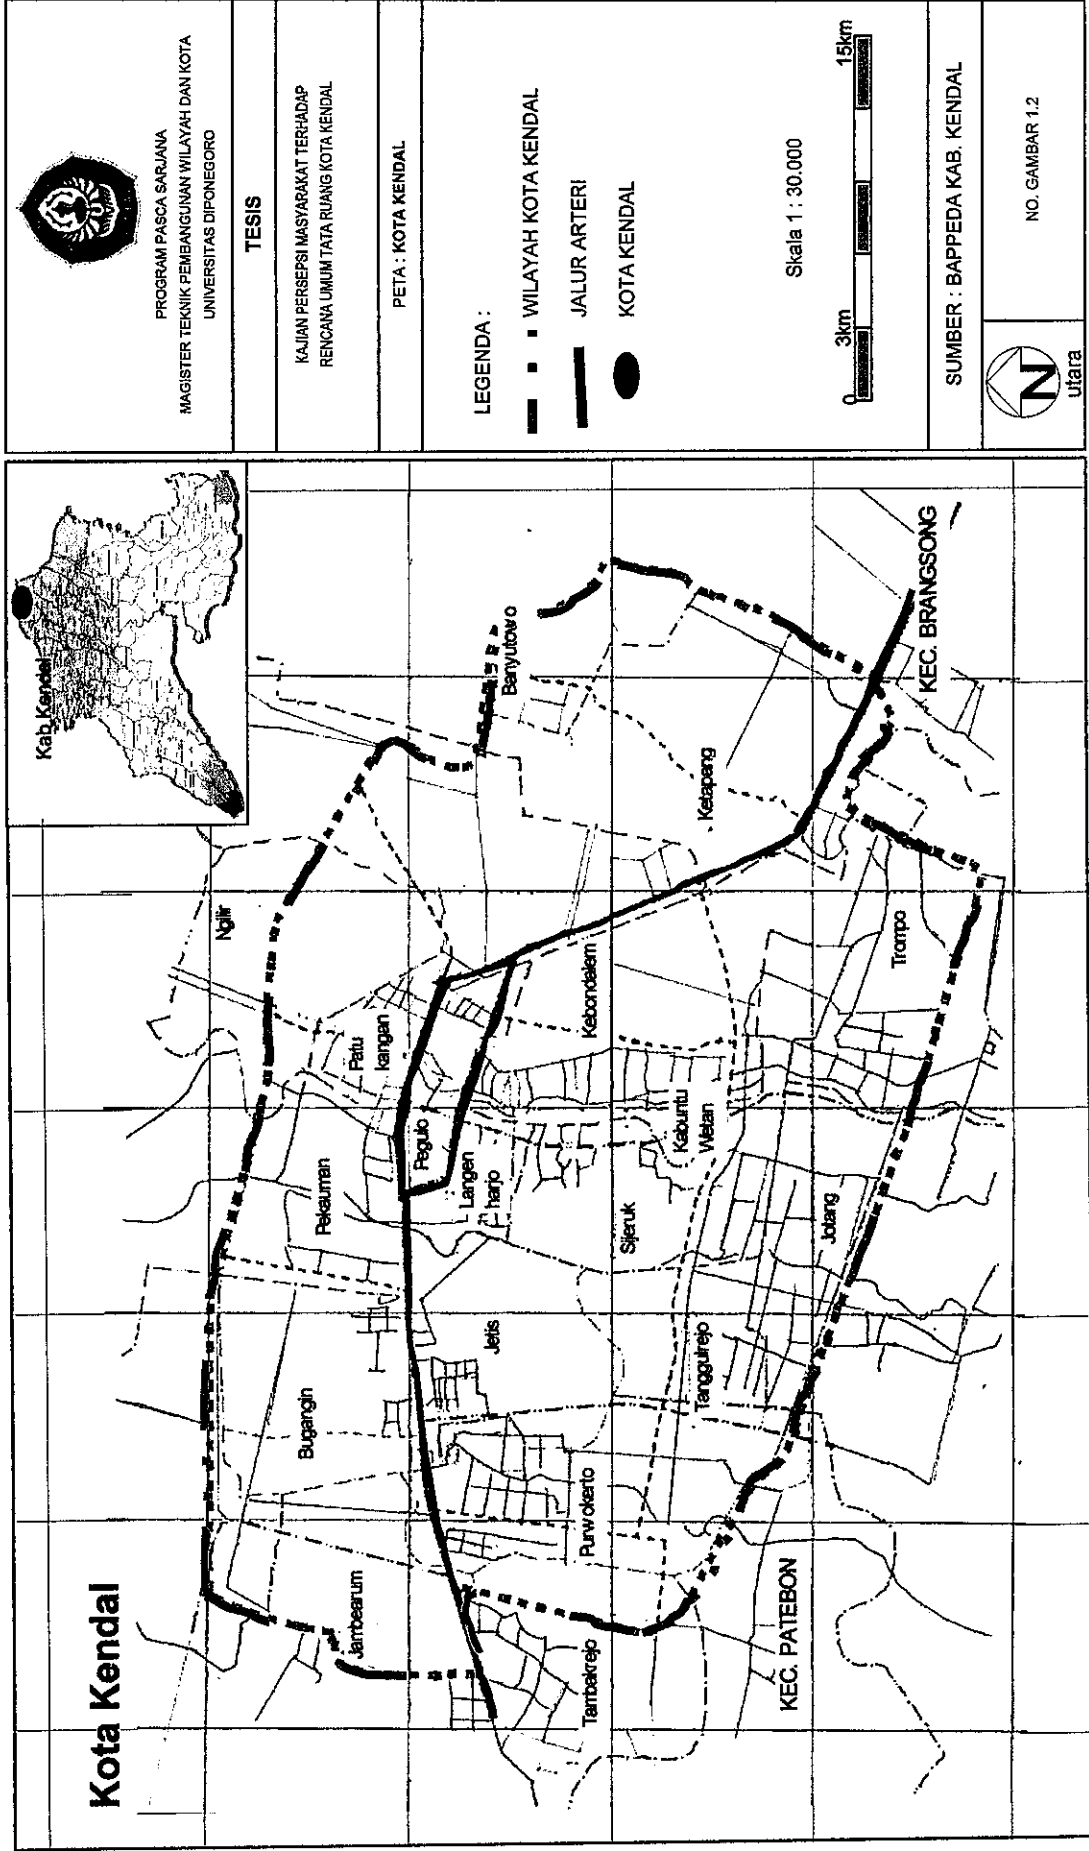 Kota Kendal
Kab.Kendal
Ngilir
Banyutowo
Patu
kangan
Pekauman
Bugangin
Jambearum
Pegulo
Langen
harjo
Kebondalem
Ketapang
Jetis
Sijeruk
Kabuntu
Wetan
Purwokerto
Tambakrejo
Tanggulrejo
Jotang
Trompo
KEC. PATEBON
KEC. BRANGSONG
PROGRAM PASCA SARJANA
MAGISTER TEKNIK PEMBANGUNAN WILAYAH DAN KOTA
UNIVERSITAS DIPONEGORO
TESIS
KAJIAN PERSEPSI MASYARAKAT TERHADAP
RENCANA UMUM TATA RUANG KOTA KENDAL
PETA : KOTA KENDAL
LEGENDA :
WILAYAH KOTA KENDAL
JALUR ARTERI
KOTA KENDAL
Skala 1 : 30.000
0 3km 15km
SUMBER : BAPPEDA KAB. KENDAL
N
utara
NO. GAMBAR 1.2